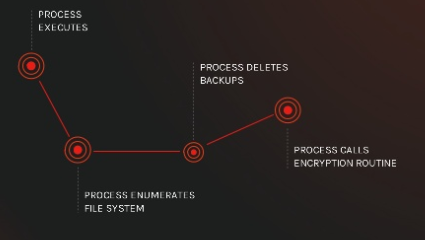 PROCESS
EXECUTES
PROCESS DELETES
BACKUPS
PROCESS CALLS
ENCRYPTION ROUTINE
PROCESS ENUMERATES
FILE SYSTEM